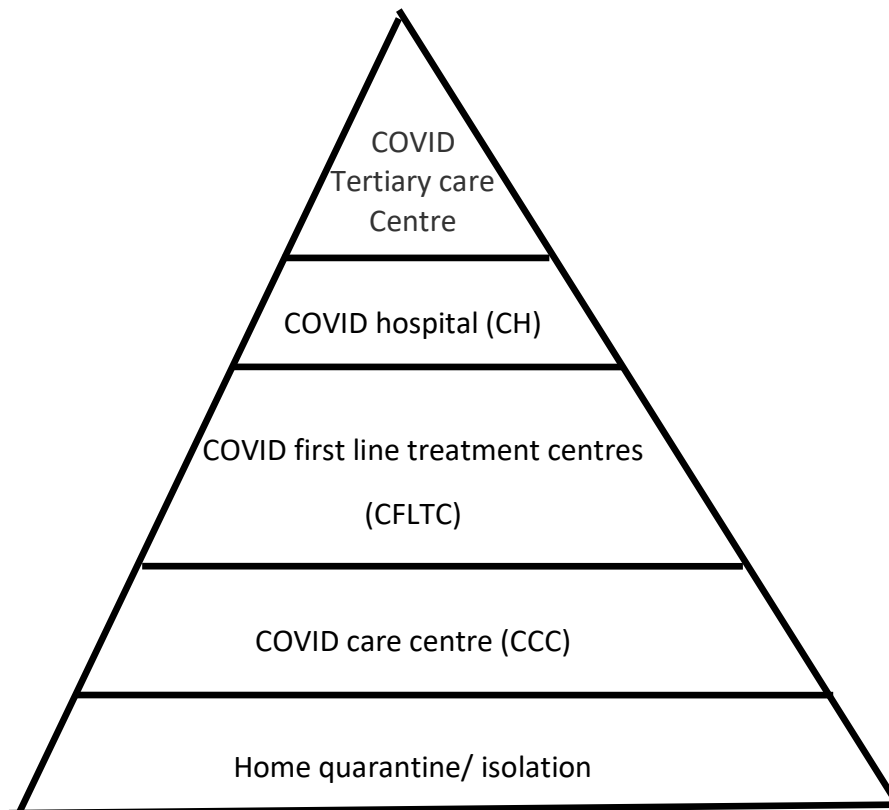 COVID
Tertiary care
Centre
COVID hospital (CH)
COVID first line treatment centres
(CFLTC)
COVID care centre (CCC)
Home quarantine/ isolation